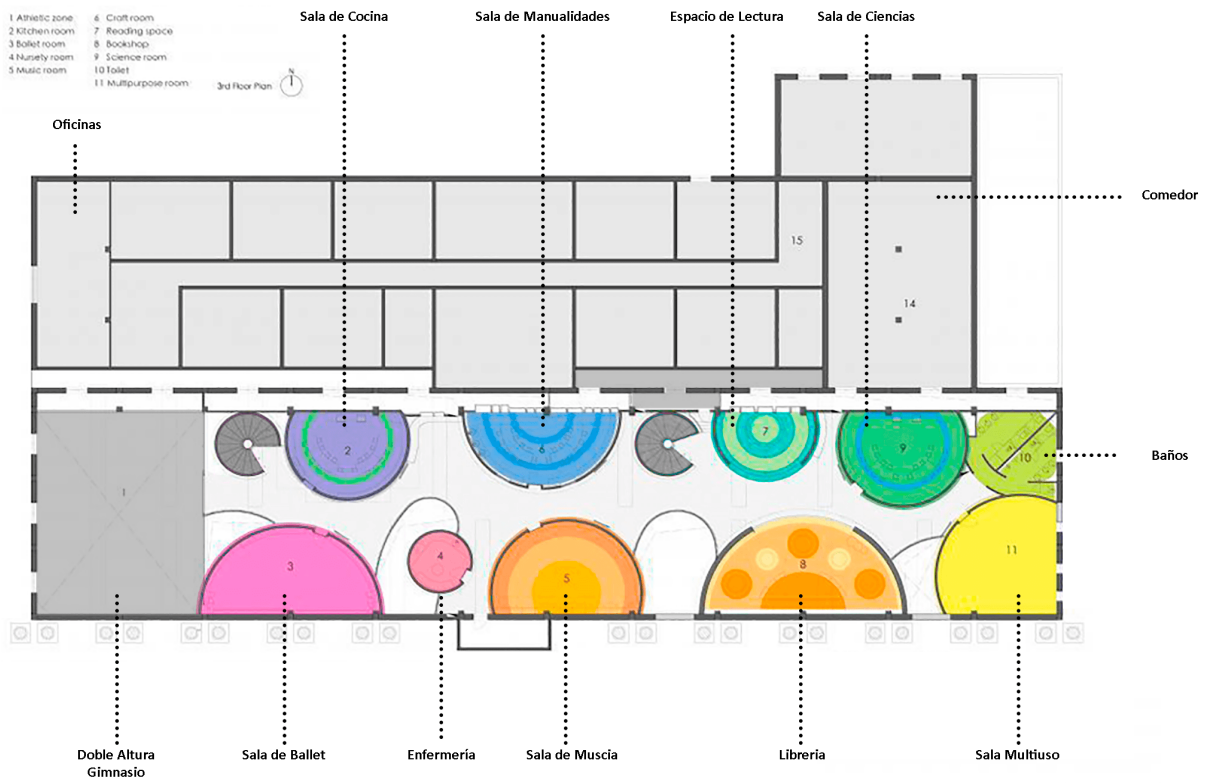 Sala de Cocina
Sala de Manualidades
Espacio de Lectura
Sala de Ciencias
1 Athletic zone
2 Kitchen room
3 Ballet room
4 Nursety room
5 Music room
6 Craft room
7 Reading space
8 Bookshop
9 Science room
10 Toilet
11 Multipurpose room
3rd Floor Plan
N
Oficinas
Comedor
15
14
Baños
1
2
6
7
9
10
3
4
5
8
11
Doble Altura
Gimnasio
Sala de Ballet
Enfermería
Sala de Muscia
Libreria
Sala Multiuso